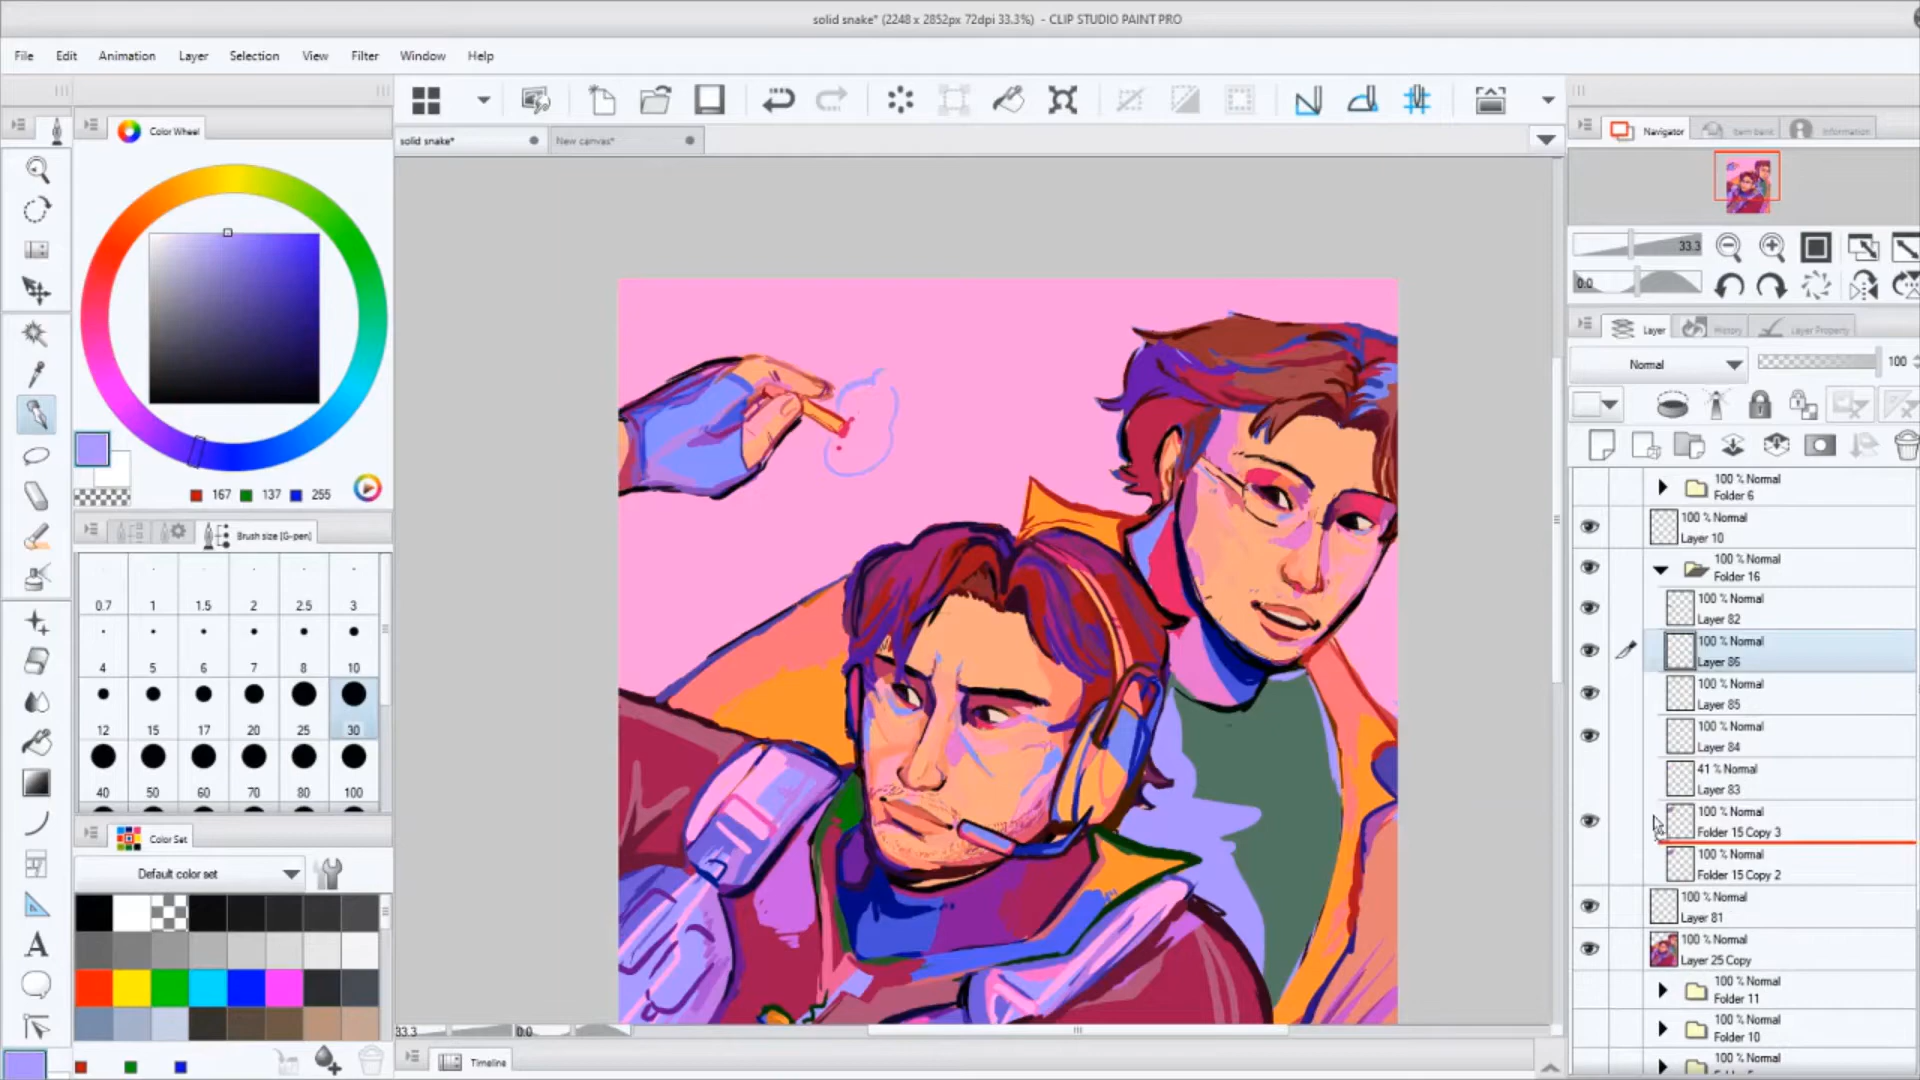 solid snake* (2248 x 2852px 72dpi 33.3%) - CLIP STUDIO PAINT PRO
File Edit Animation Layer Selection View Filter Window Help
Color Wheel
solid snake*
New canvas*
Navigator
Item bank
Information
33.3
0.0
Layer
History
Layer Property
Normal
100
167 137 255
Brush size [G-pen]
0.7 1 1.5 2 2.5 3
4 5 6 7 8 10
12 15 17 20 25 30
40 50 60 70 80 100
Color Set
Default color set
A
100 % Normal
Folder 6
100 % Normal
Layer 10
100 % Normal
Folder 16
100 % Normal
Layer 82
100 % Normal
Layer 86
100 % Normal
Layer 85
100 % Normal
Layer 84
41 % Normal
Layer 83
100 % Normal
Folder 15 Copy 3
100 % Normal
Folder 15 Copy 2
100 % Normal
Layer 81
100 % Normal
Layer 25 Copy
100 % Normal
Folder 11
100 % Normal
Folder 10
100 % Normal
33.3
0.0
Timeline